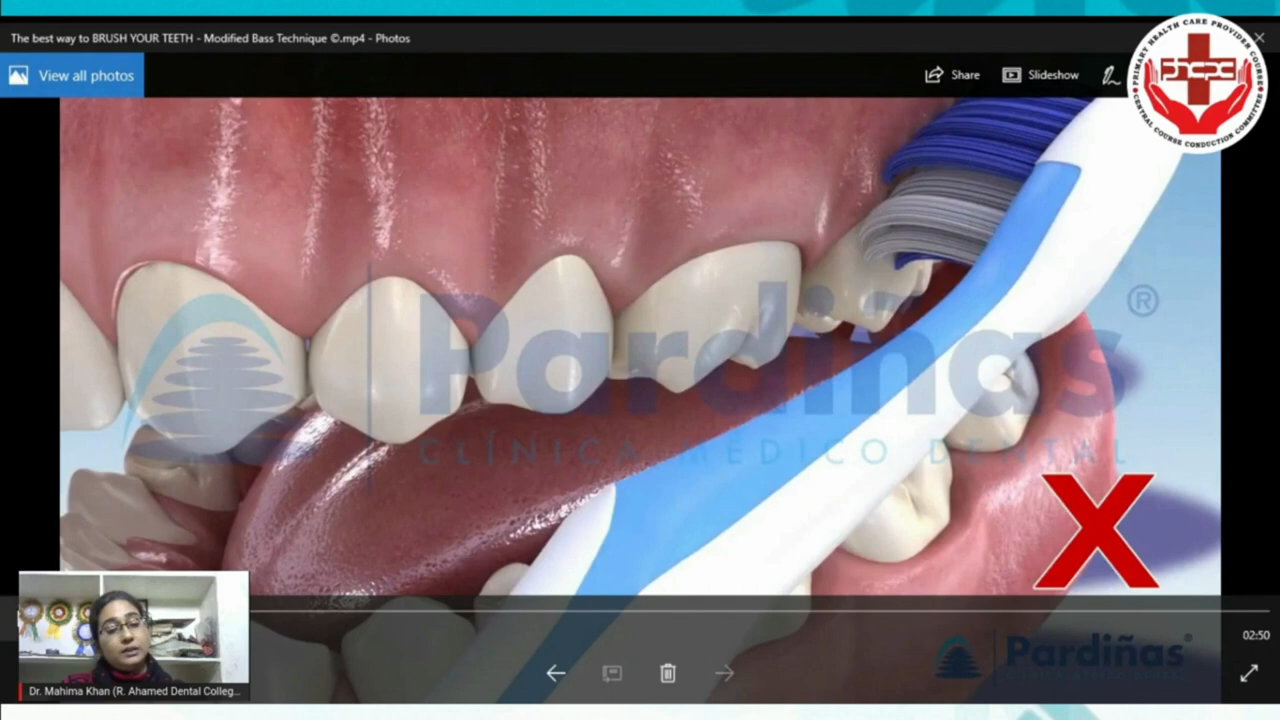 The best way to BRUSH YOUR TEETH - Modified Bass Technique ©.mp4 - Photos
View all photos
Share
Slideshow
PRIMARY HEALTH CARE PROVIDER COURSE
phcpc
CENTRAL COURSE CONDUCTION COMMITTEE
Pardiñas ®
CLÍNICA MÉDICO DENTAL
X
02:50
Pardiñas ®
Dr. Mahima Khan (R. Ahamed Dental Colleg...